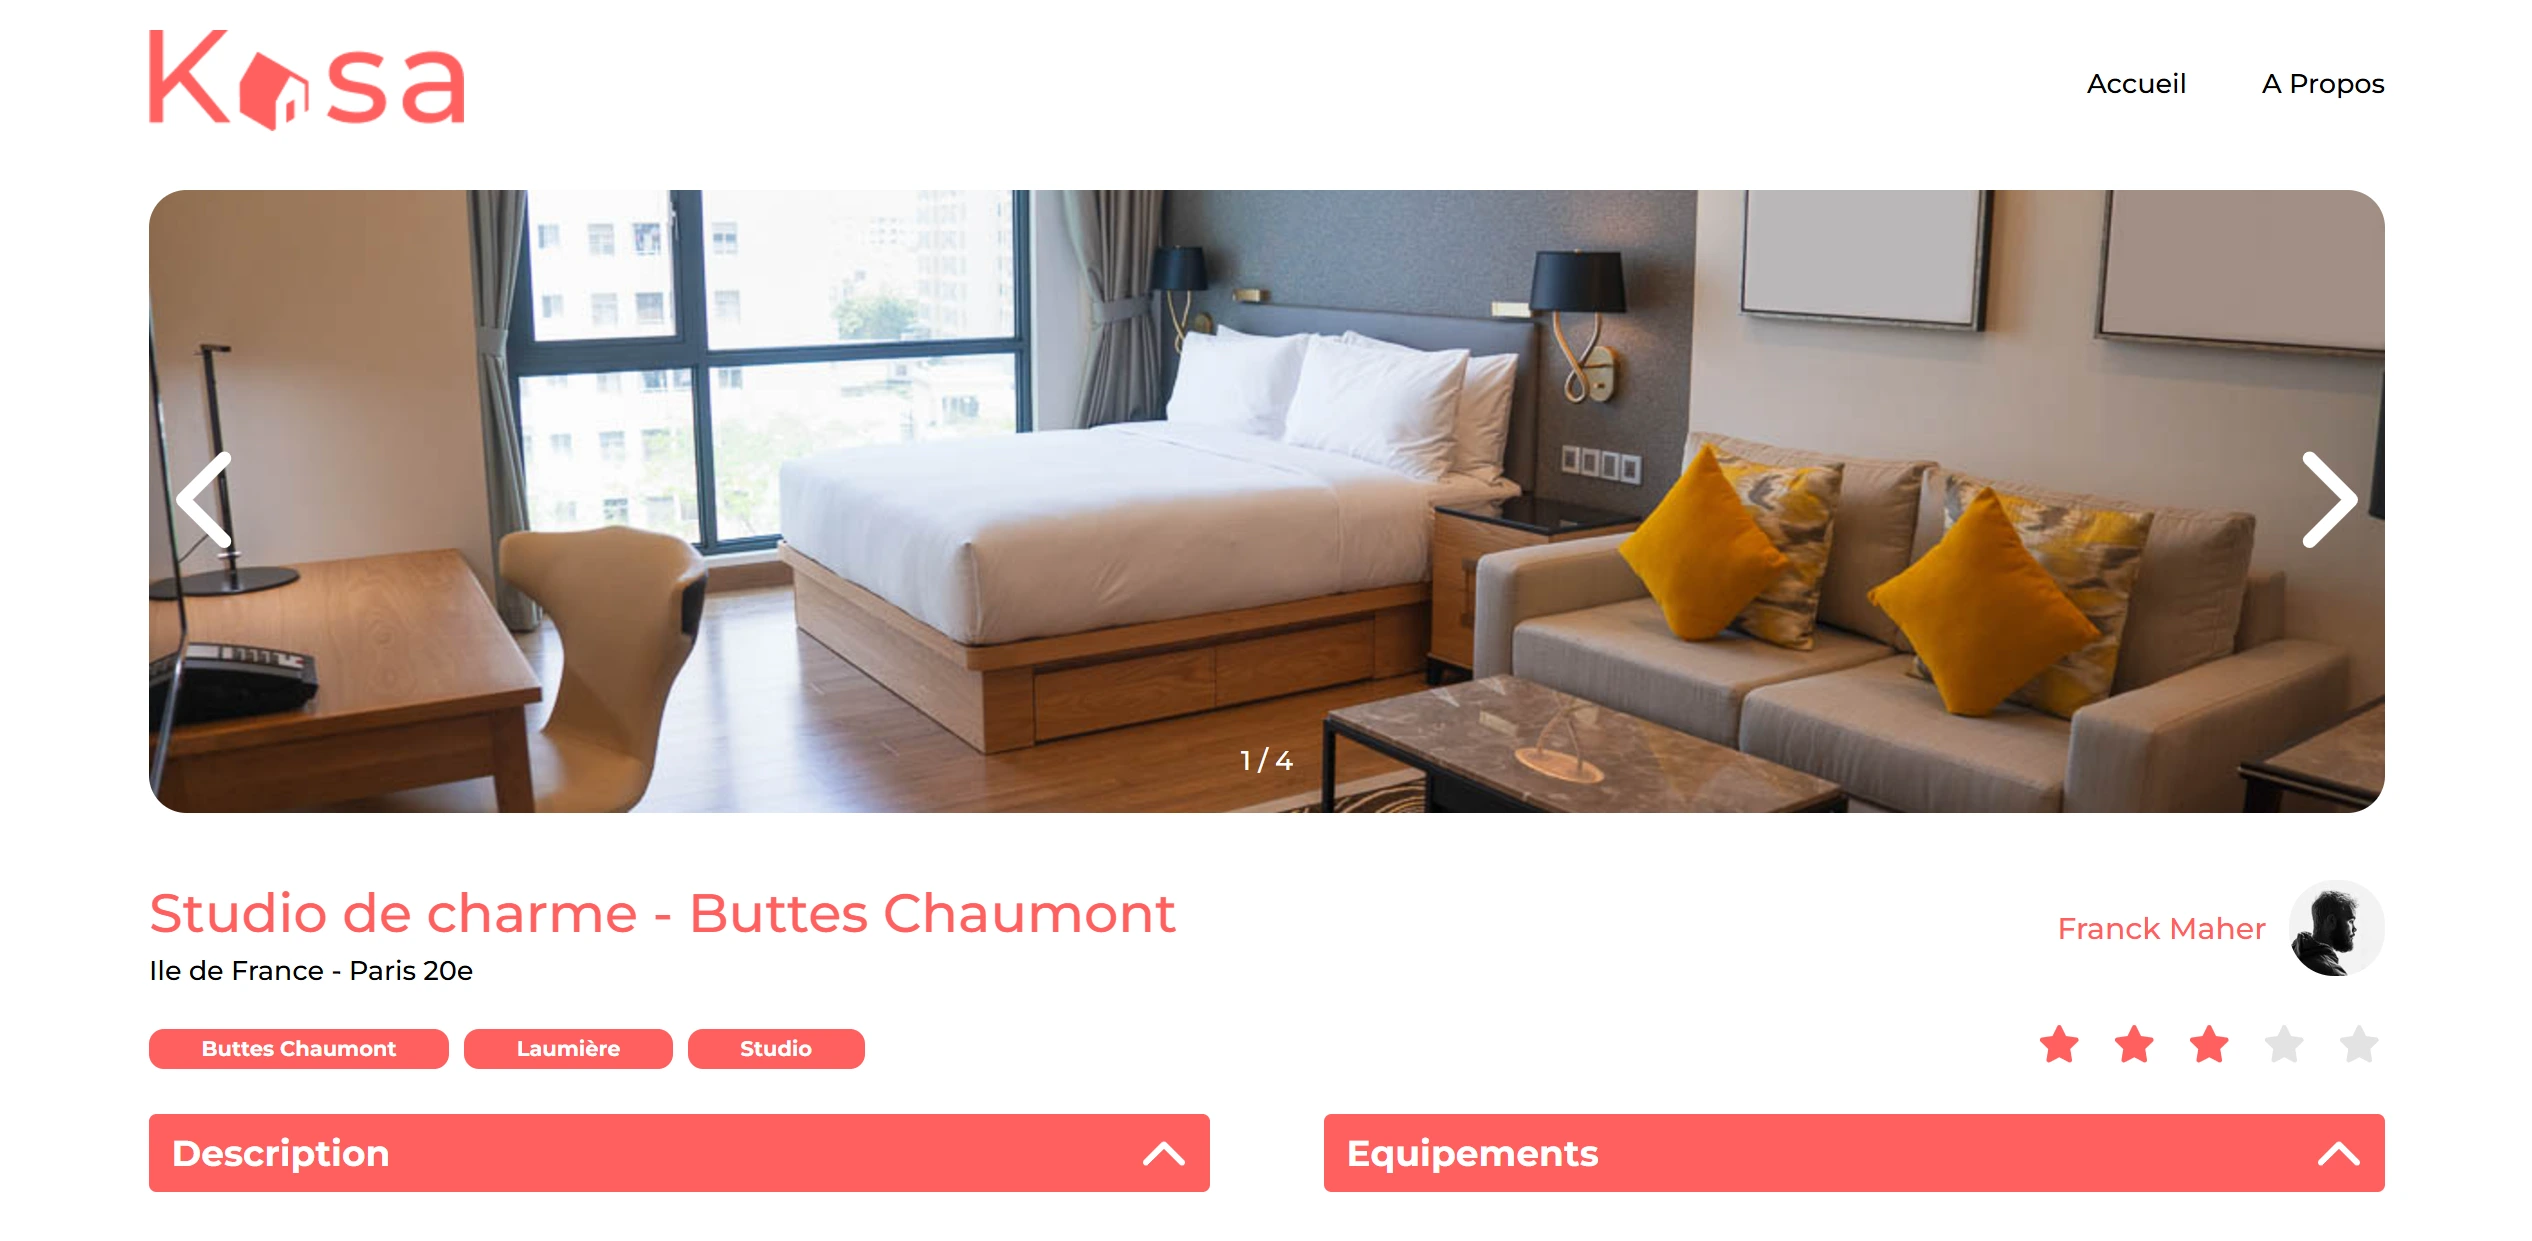 Kasa
Accueil
A Propos
1 / 4
Studio de charme - Buttes Chaumont
Ile de France - Paris 20e
Franck Maher
Buttes Chaumont
Laumière
Studio
Description
Equipements